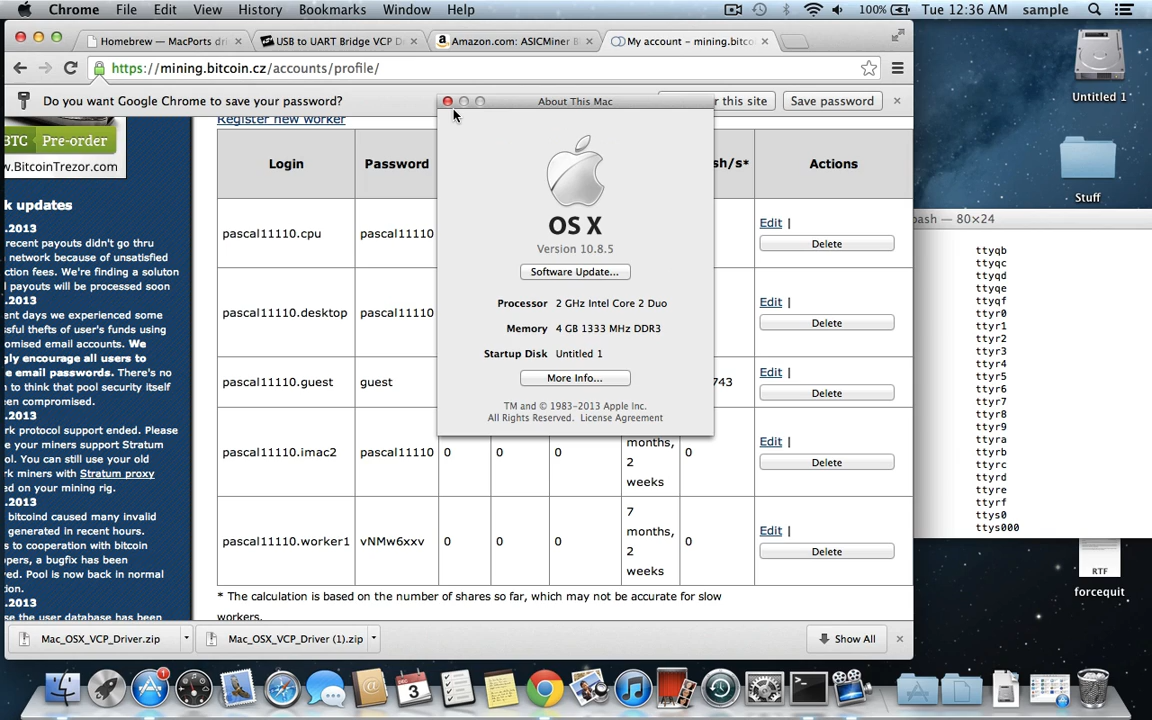 Chrome File Edit View History Bookmarks Window Help
100% Tue 12:36 AM sample
Homebrew — MacPorts dri
USB to UART Bridge VCP D
Amazon.com: ASICMiner B
My account – mining.bitco
https://mining.bitcoin.cz/accounts/profile/
Do you want Google Chrome to save your password?
r this site
Save password
BTC Pre-order
w.BitcoinTrezor.com
k updates
.2013
recent payouts didn't go thru
network because of unsatisfied
ction fees. We're finding a soluton
payouts will be processed soon
.2013
ent days we experienced some
ssful thefts of user's funds using
omised email accounts. We
gly encourage all users to
e email passwords. There's no
n to think that pool security itself
een compromised.
.2013
rk protocol support ended. Please
e your miners support Stratum
ol. You can still use your old
rk miners with Stratum proxy
ed on your mining rig.
.2013
bitcoind caused many invalid
generated in recent hours.
s to cooperation with bitcoin
pers, a bugfix has been
ved. Pool is now back in normal
ion.
.2013
se the user database has been
Register new worker
Login Password sh/s* Actions
pascal11110.cpu pascal11110 Edit |
Delete
pascal11110.desktop pascal11110 Edit |
Delete
pascal11110.guest guest 743 Edit |
Delete
pascal11110.imac2 pascal11110 0 0 0 months, 2 weeks 0 Edit |
Delete
pascal11110.worker1 vNMw6xxv 0 0 0 7 months, 2 weeks 0 Edit |
Delete
* The calculation is based on the number of shares so far, which may not be accurate for slow
workers.
About This Mac
OS X
Version 10.8.5
Software Update...
Processor 2 GHz Intel Core 2 Duo
Memory 4 GB 1333 MHz DDR3
Startup Disk Untitled 1
More Info...
TM and © 1983–2013 Apple Inc.
All Rights Reserved. License Agreement
Untitled 1
Stuff
bash — 80×24
ttyqb
ttyqc
ttyqd
ttyqe
ttyqf
ttyr0
ttyr1
ttyr2
ttyr3
ttyr4
ttyr5
ttyr6
ttyr7
ttyr8
ttyr9
ttyra
ttyrb
ttyrc
ttyrd
ttyre
ttyrf
ttys0
ttys000
RTF
forcequit
Mac_OSX_VCP_Driver.zip
Mac_OSX_VCP_Driver (1).zip
Show All
1
3